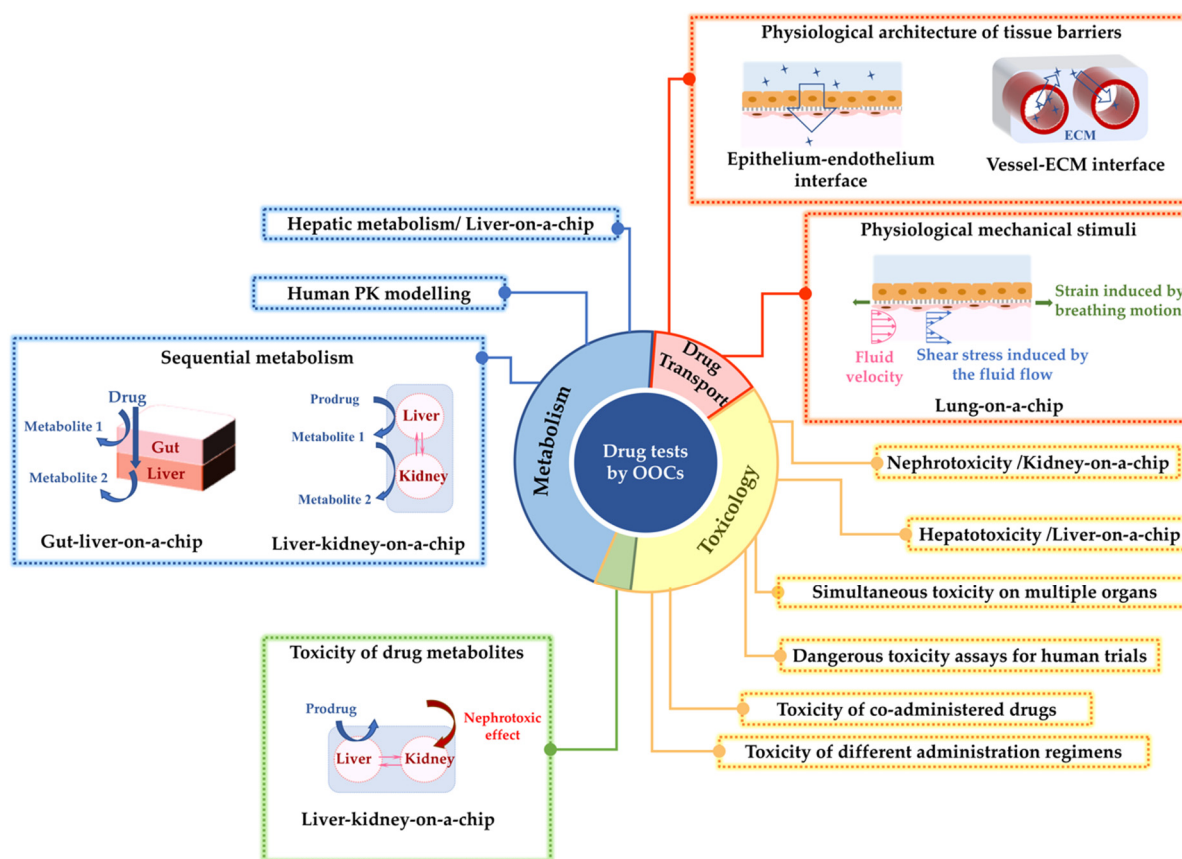 Physiological architecture of tissue barriers
ECM
Epithelium-endothelium
interface
Vessel-ECM interface
Hepatic metabolism/ Liver-on-a-chip
Human PK modelling
Sequential metabolism
Drug
Metabolite 1
Gut
Metabolite 2
Liver
Gut-liver-on-a-chip
Prodrug
Liver
Metabolite 1
Kidney
Metabolite 2
Liver-kidney-on-a-chip
Physiological mechanical stimuli
Strain induced by
breathing motion
Fluid
velocity
Shear stress induced by
the fluid flow
Lung-on-a-chip
Metabolism
Drug
Transport
Toxicology
Drug tests
by OOCs
Nephrotoxicity /Kidney-on-a-chip
Hepatotoxicity /Liver-on-a-chip
Simultaneous toxicity on multiple organs
Dangerous toxicity assays for human trials
Toxicity of co-administered drugs
Toxicity of different administration regimens
Toxicity of drug metabolites
Prodrug
Nephrotoxic
effect
Liver
Kidney
Liver-kidney-on-a-chip